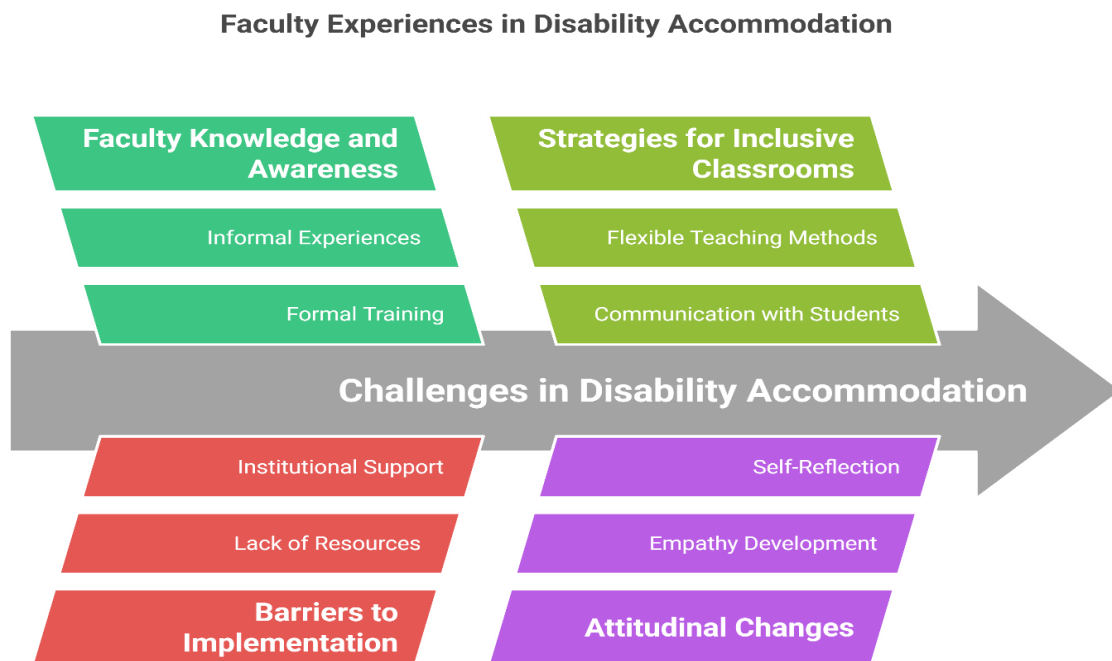 Faculty Experiences in Disability Accommodation
Faculty Knowledge and
Awareness
Informal Experiences
Formal Training
Strategies for Inclusive
Classrooms
Flexible Teaching Methods
Communication with Students
Challenges in Disability Accommodation
Institutional Support
Lack of Resources
Barriers to
Implementation
Self-Reflection
Empathy Development
Attitudinal Changes